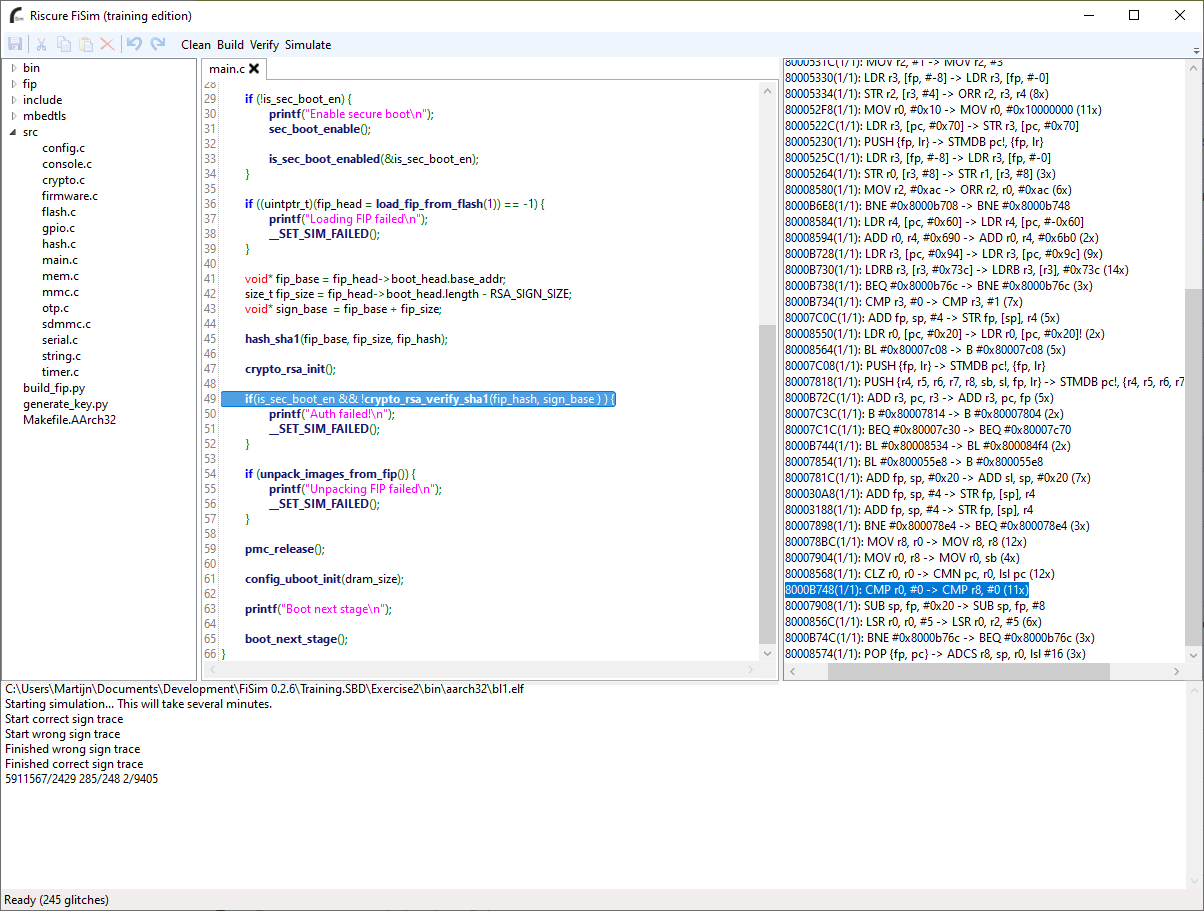 Riscure FiSim (training edition)
Clean Build Verify Simulate
bin
fip
include
mbedtls
src
config.c
console.c
crypto.c
firmware.c
flash.c
gpio.c
hash.c
main.c
mem.c
mmc.c
otp.c
sdmmc.c
serial.c
string.c
timer.c
build_fip.py
generate_key.py
Makefile.AArch32
main.c
28
29 if (!is_sec_boot_en) {
30 printf("Enable secure boot\n");
31 sec_boot_enable();
32
33 is_sec_boot_enabled(&is_sec_boot_en);
34 }
35
36 if ((uintptr_t)(fip_head = load_fip_from_flash(1)) == -1) {
37 printf("Loading FIP failed\n");
38 __SET_SIM_FAILED();
39 }
40
41 void* fip_base = fip_head->boot_head.base_addr;
42 size_t fip_size = fip_head->boot_head.length - RSA_SIGN_SIZE;
43 void* sign_base = fip_base + fip_size;
44
45 hash_sha1(fip_base, fip_size, fip_hash);
46
47 crypto_rsa_init();
48
49 if(is_sec_boot_en && !crypto_rsa_verify_sha1(fip_hash, sign_base ) ) {
50 printf("Auth failed!\n");
51 __SET_SIM_FAILED();
52 }
53
54 if (unpack_images_from_fip()) {
55 printf("Unpacking FIP failed\n");
56 __SET_SIM_FAILED();
57 }
58
59 pmc_release();
60
61 config_uboot_init(dram_size);
62
63 printf("Boot next stage\n");
64
65 boot_next_stage();
66 }
8000531C(1/1): MOV r2, #1 -> MOV r2, #3
80005330(1/1): LDR r3, [fp, #-8] -> LDR r3, [fp, #-0]
80005334(1/1): STR r2, [r3, #4] -> ORR r2, r3, r4 (8x)
800052F8(1/1): MOV r0, #0x10 -> MOV r0, #0x10000000 (11x)
8000522C(1/1): LDR r3, [pc, #0x70] -> STR r3, [pc, #0x70]
80005230(1/1): PUSH {fp, lr} -> STMDB pc!, {fp, lr}
8000525C(1/1): LDR r3, [fp, #-8] -> LDR r3, [fp, #-0]
80005264(1/1): STR r0, [r3, #8] -> STR r1, [r3, #8] (3x)
80008580(1/1): MOV r2, #0xac -> ORR r2, r0, #0xac (6x)
8000B6E8(1/1): BNE #0x8000b708 -> BNE #0x8000b748
80008584(1/1): LDR r4, [pc, #0x60] -> LDR r4, [pc, #-0x60]
80008594(1/1): ADD r0, r4, #0x690 -> ADD r0, r4, #0x6b0 (2x)
8000B728(1/1): LDR r3, [pc, #0x94] -> LDR r3, [pc, #0x9c] (9x)
8000B730(1/1): LDRB r3, [r3, #0x73c] -> LDRB r3, [r3], #0x73c (14x)
8000B738(1/1): BEQ #0x8000b76c -> BNE #0x8000b76c (3x)
8000B734(1/1): CMP r3, #0 -> CMP r3, #1 (7x)
80007C0C(1/1): ADD fp, sp, #4 -> STR fp, [sp], r4 (5x)
80008550(1/1): LDR r0, [pc, #0x20] -> LDR r0, [pc, #0x20]! (2x)
80008564(1/1): BL #0x80007c08 -> B #0x80007c08 (5x)
80007C08(1/1): PUSH {fp, lr} -> STMDB pc!, {fp, lr}
80007818(1/1): PUSH {r4, r5, r6, r7, r8, sb, sl, fp, lr} -> STMDB pc!, {r4, r5, r6, r7
8000B72C(1/1): ADD r3, pc, r3 -> ADD r3, pc, fp (5x)
80007C3C(1/1): B #0x80007814 -> B #0x80007804 (2x)
80007C1C(1/1): BEQ #0x80007c30 -> BEQ #0x80007c70
8000B744(1/1): BL #0x80008534 -> BL #0x800084f4 (2x)
80007854(1/1): BL #0x800055e8 -> B #0x800055e8
8000781C(1/1): ADD fp, sp, #0x20 -> ADD sl, sp, #0x20 (7x)
800030A8(1/1): ADD fp, sp, #4 -> STR fp, [sp], r4
80003188(1/1): ADD fp, sp, #4 -> STR fp, [sp], r4
80007898(1/1): BNE #0x800078e4 -> BEQ #0x800078e4 (3x)
800078BC(1/1): MOV r8, r0 -> MOV r8, r8 (12x)
80007904(1/1): MOV r0, r8 -> MOV r0, sb (4x)
80008568(1/1): CLZ r0, r0 -> CMN pc, r0, lsl pc (12x)
8000B748(1/1): CMP r0, #0 -> CMP r8, #0 (11x)
80007908(1/1): SUB sp, fp, #0x20 -> SUB sp, fp, #8
8000856C(1/1): LSR r0, r0, #5 -> LSR r0, r2, #5 (6x)
8000B74C(1/1): BNE #0x8000b76c -> BEQ #0x8000b76c (3x)
80008574(1/1): POP {fp, pc} -> ADCS r8, sp, r0, lsl #16 (3x)
C:\Users\Martijn\Documents\Development\FiSim 0.2.6\Training.SBD\Exercise2\bin\aarch32\bl1.elf
Starting simulation... This will take several minutes.
Start correct sign trace
Start wrong sign trace
Finished wrong sign trace
Finished correct sign trace
5911567/2429 285/248 2/9405
Ready (245 glitches)